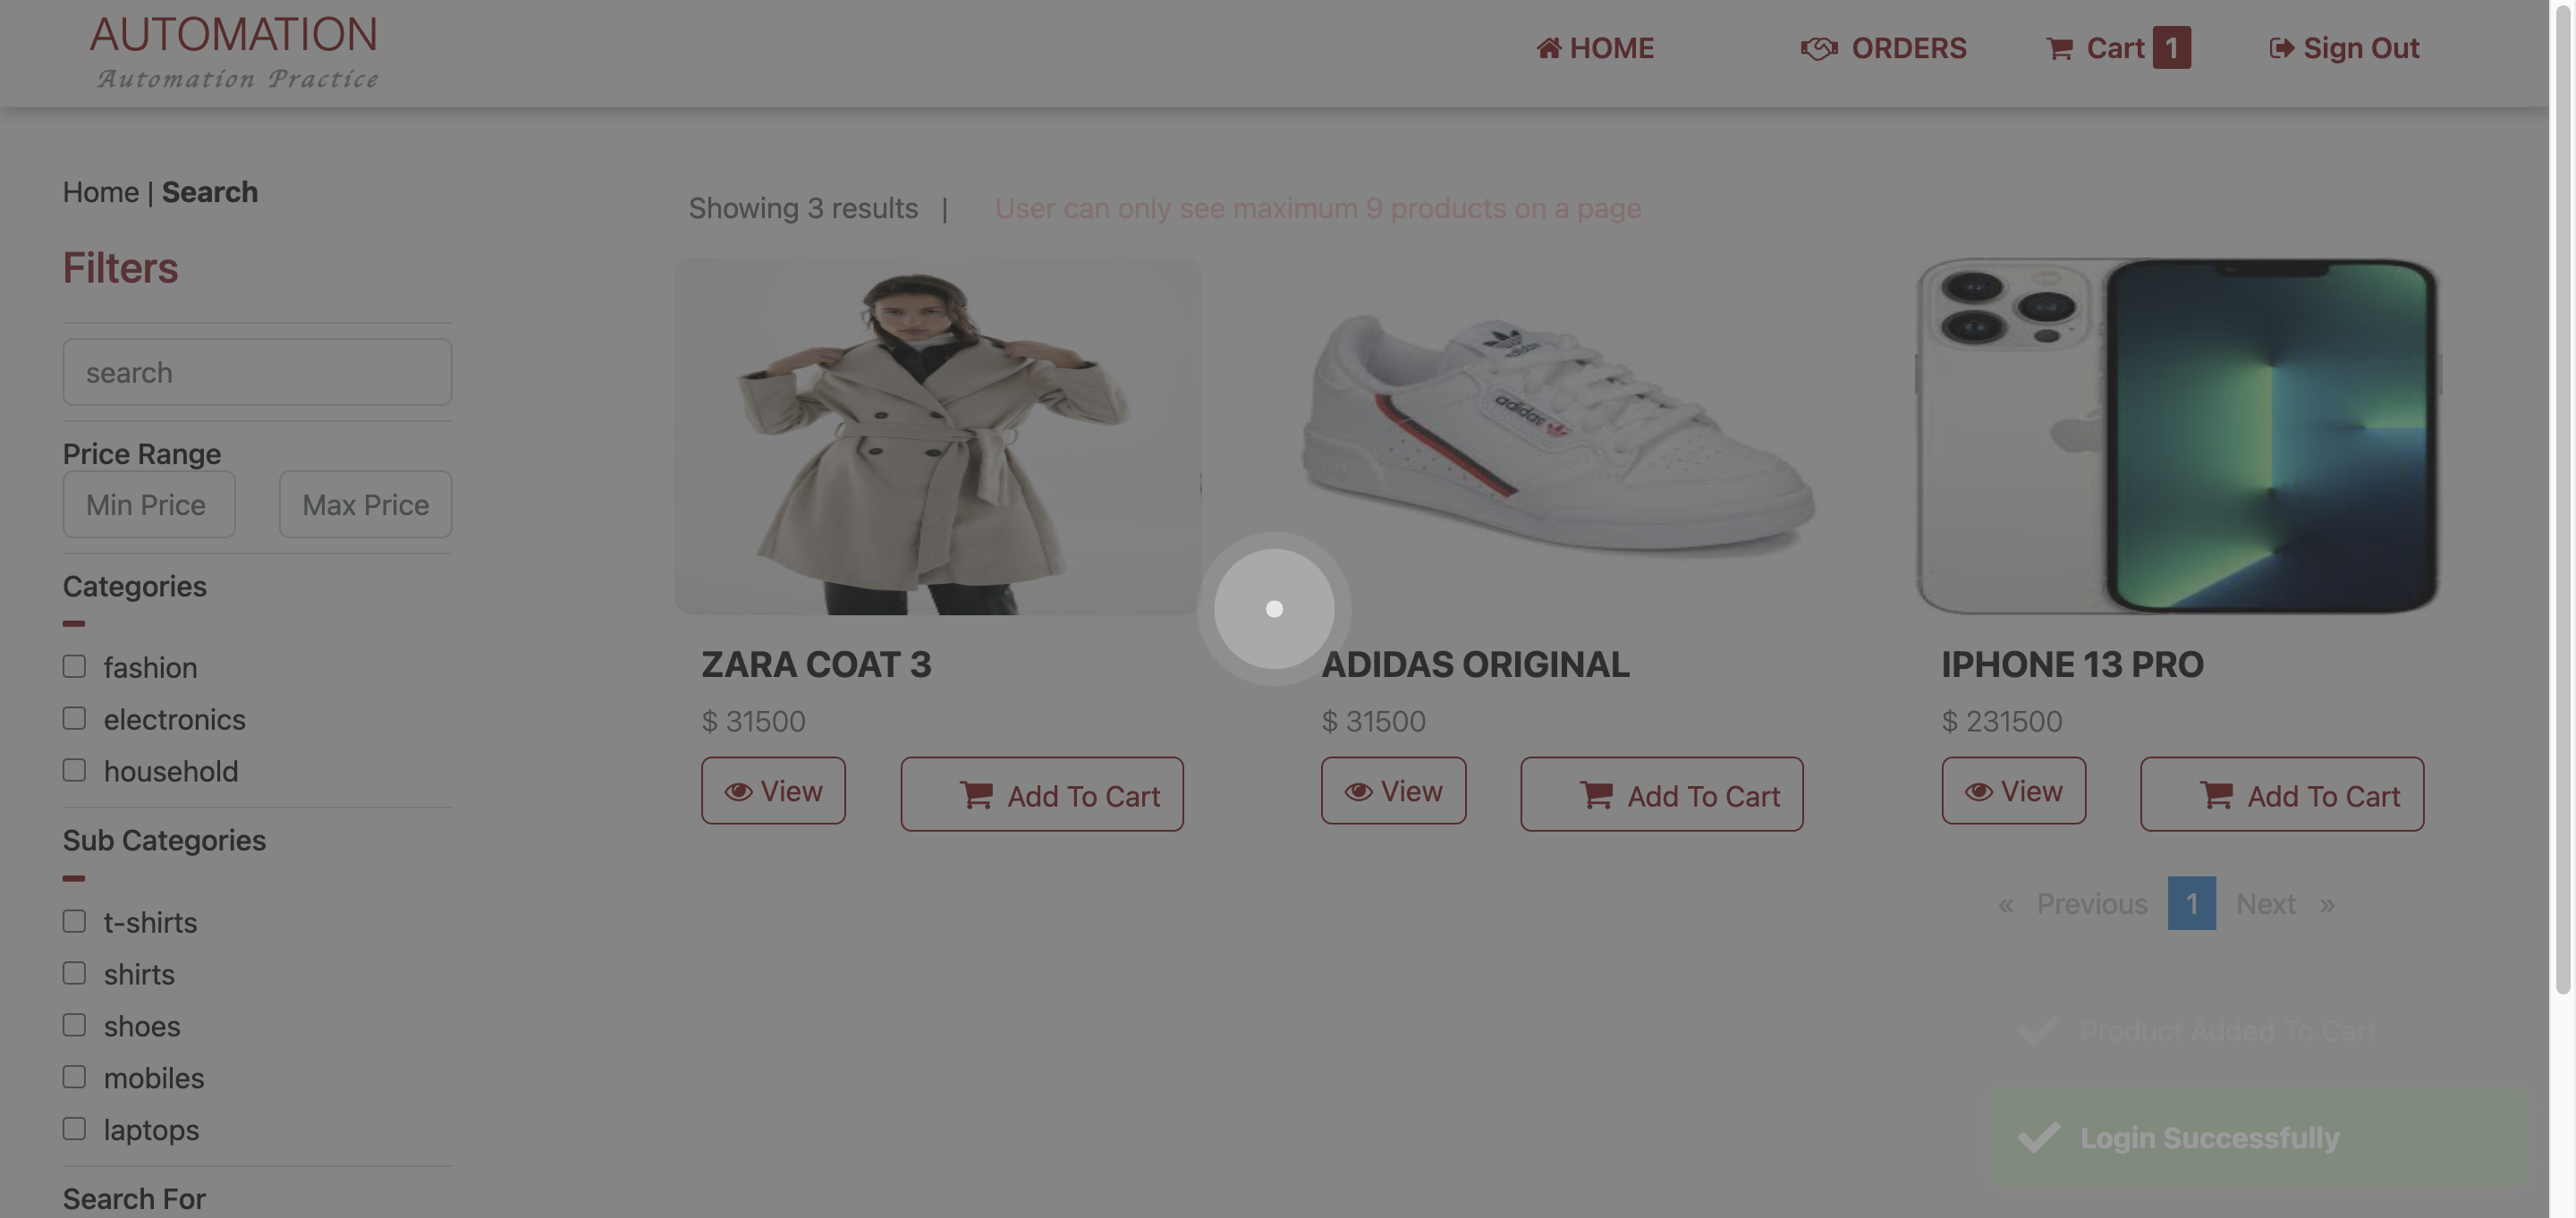 AUTOMATION
Automation Practice
HOME
ORDERS
Cart 1
Sign Out
Home | Search
Filters
search
Price Range
Min Price
Max Price
Categories
fashion
electronics
household
Sub Categories
t-shirts
shirts
shoes
mobiles
laptops
Search For
Showing 3 results |
User can only see maximum 9 products on a page
adidas
ZARA COAT 3
$ 31500
View
Add To Cart
ADIDAS ORIGINAL
$ 31500
View
Add To Cart
IPHONE 13 PRO
$ 231500
View
Add To Cart
« Previous 1 Next »
Product Added To Cart
Login Successfully